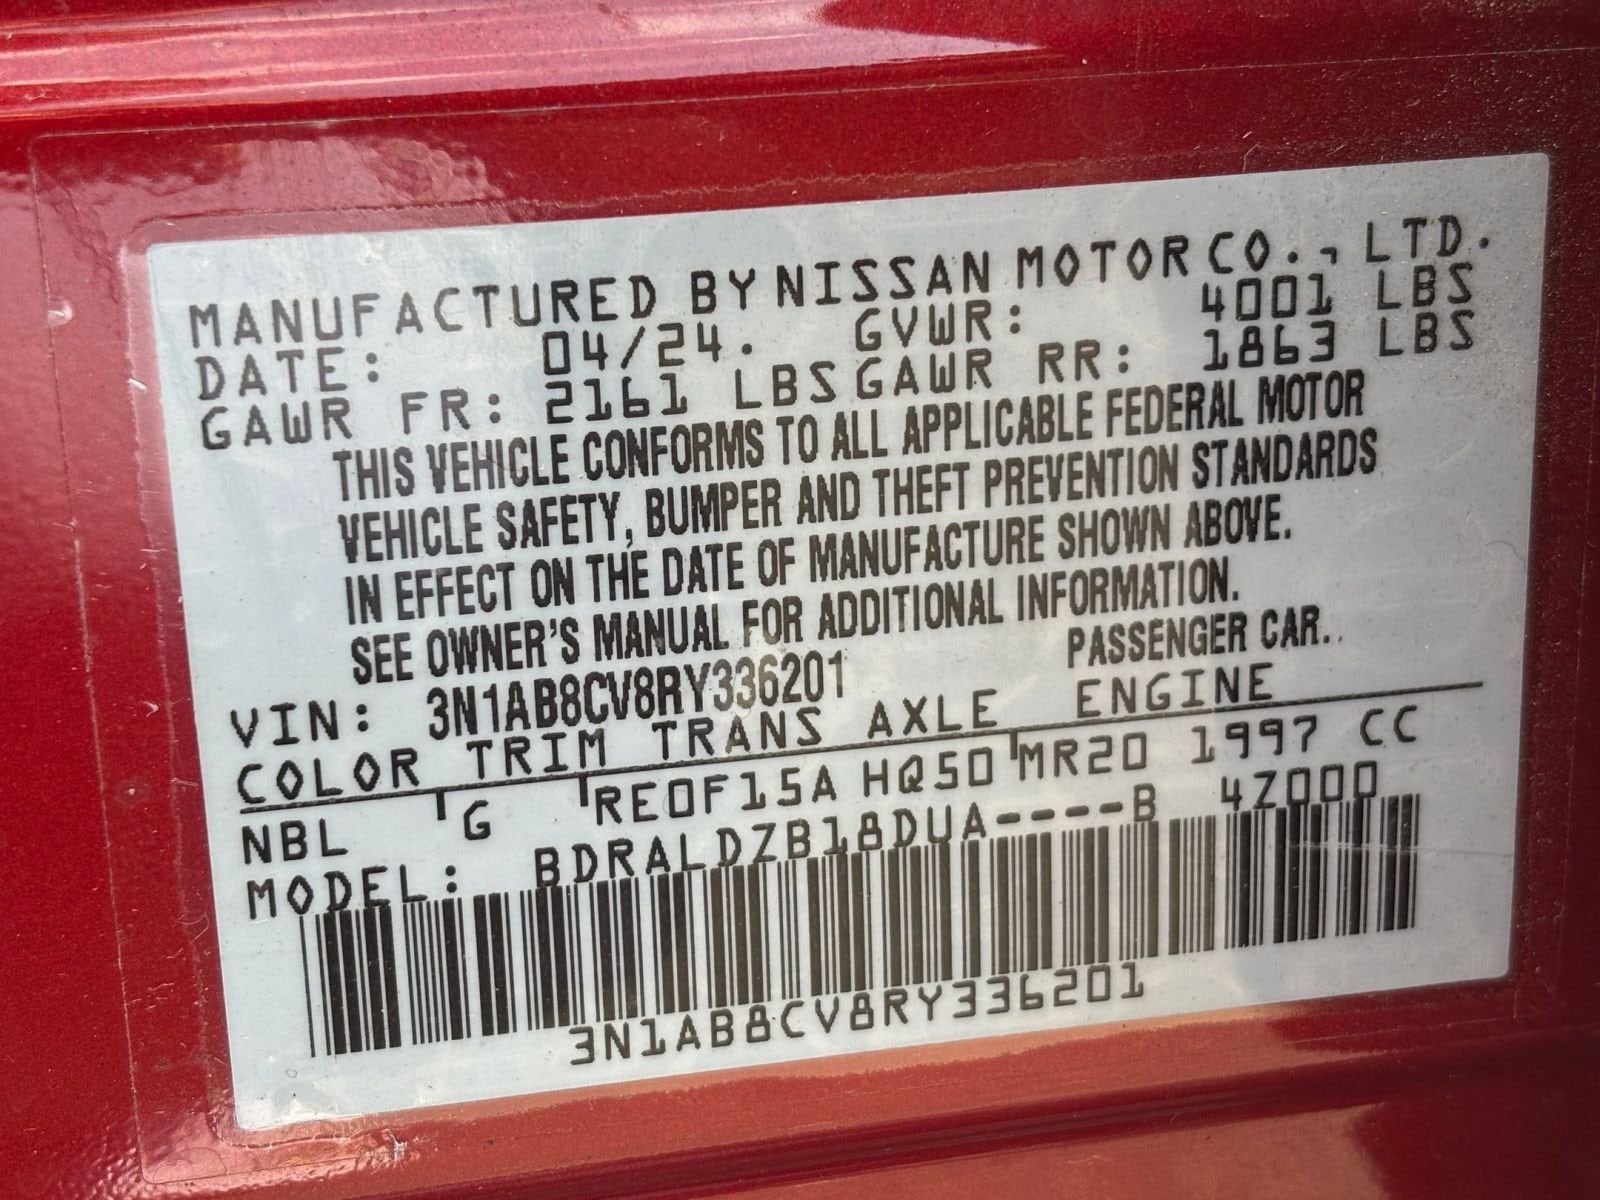 MANUFACTURED BY NISSAN MOTOR CO., LTD.
DATE: 04/24. GVWR: 4001 LBS
GAWR FR: 2161 LBS GAWR RR: 1863 LBS
THIS VEHICLE CONFORMS TO ALL APPLICABLE FEDERAL MOTOR
VEHICLE SAFETY, BUMPER AND THEFT PREVENTION STANDARDS
IN EFFECT ON THE DATE OF MANUFACTURE SHOWN ABOVE.
SEE OWNER'S MANUAL FOR ADDITIONAL INFORMATION.
VIN: 3N1AB8CV8RY336201 PASSENGER CAR.
COLOR TRIM TRANS AXLE ENGINE
NBL G RE0F15A HQ50 MR20 1997 CC
MODEL: BDRALDZB18DUA----B 4Z000
3N1AB8CV8RY336201